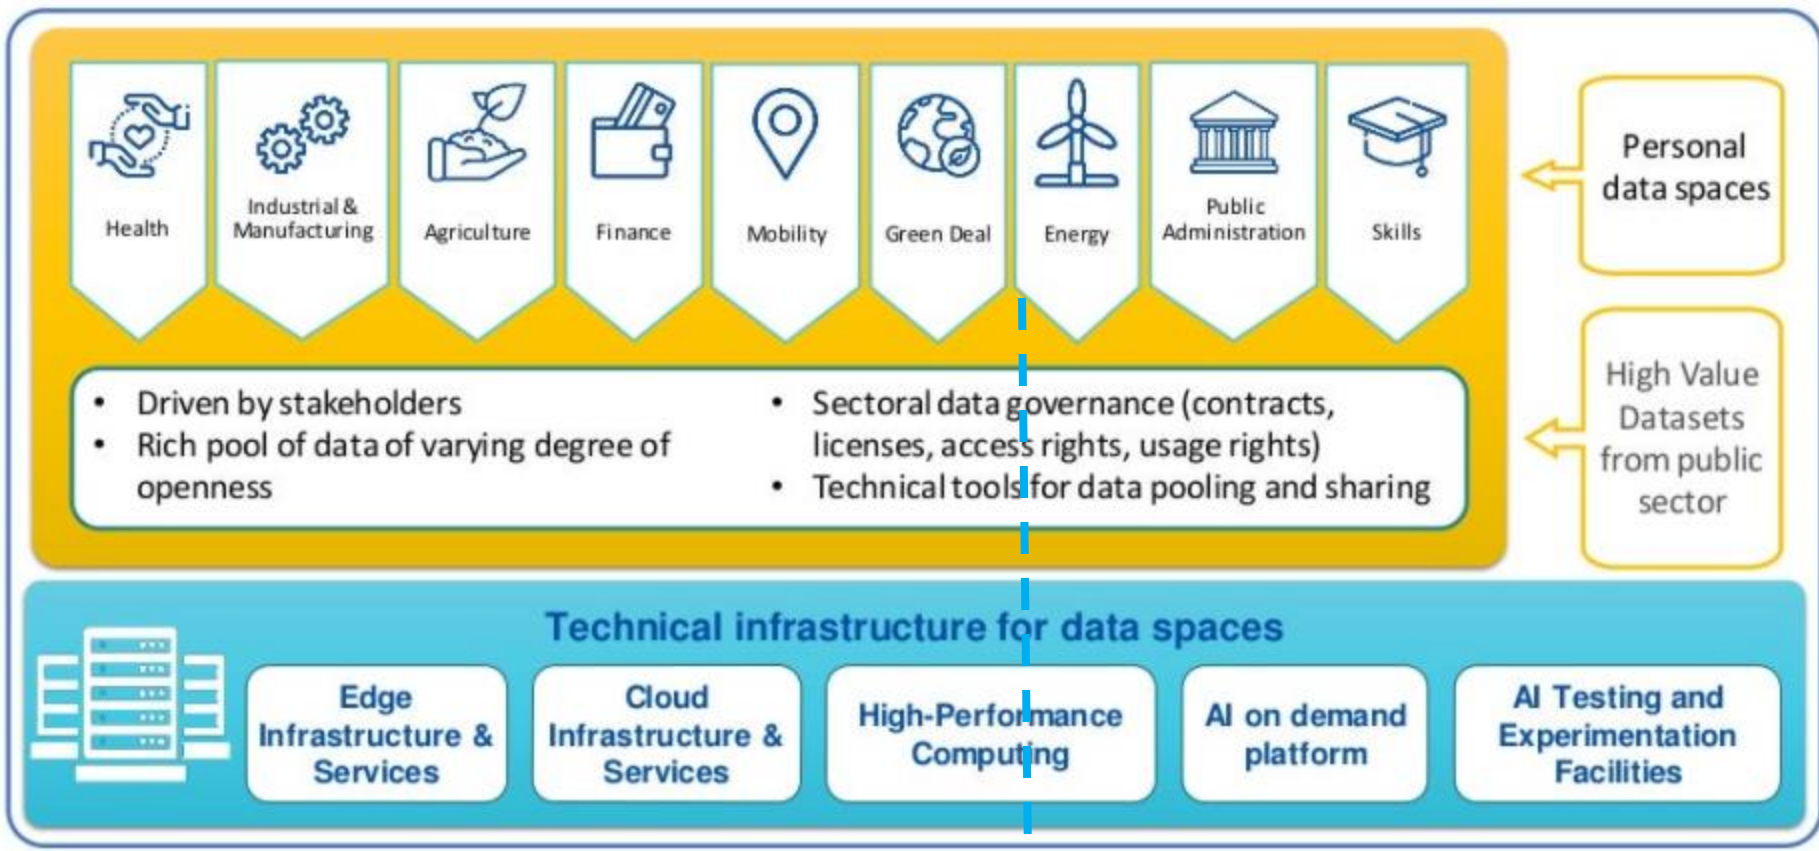 Health
Industrial &
Manufacturing
Agriculture
Finance
Mobility
Green Deal
Energy
Public
Administration
Skills
Personal
data spaces
• Driven by stakeholders
• Rich pool of data of varying degree of
openness
• Sectoral data governance (contracts,
licenses, access rights, usage rights)
• Technical tools for data pooling and sharing
High Value
Datasets
from public
sector
Technical infrastructure for data spaces
Edge
Infrastructure &
Services
Cloud
Infrastructure &
Services
High-Performance
Computing
AI on demand
platform
AI Testing and
Experimentation
Facilities